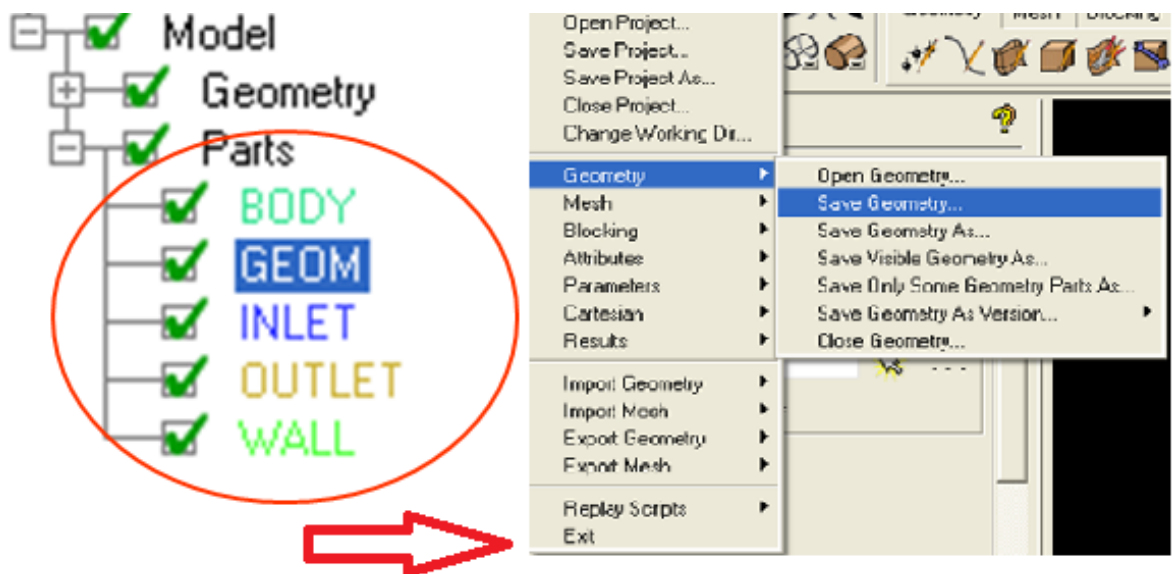 Model
Geometry
Parts
BODY
GEOM
INLET
OUTLET
WALL
Open Project...
Save Project...
Save Project As...
Close Project...
Change Working Dir...
Geometry
Mesh
Blocking
Attributes
Parameters
Cartesian
Results
Import Geometry
Import Mesh
Export Geometry
Export Mesh
Replay Scripts
Exit
Mesh Blocking
Open Geometry...
Save Geometry...
Save Geometry As...
Save Visible Geometry As...
Save Only Some Geometry Parts As...
Save Geometry As Version...
Close Geometry...